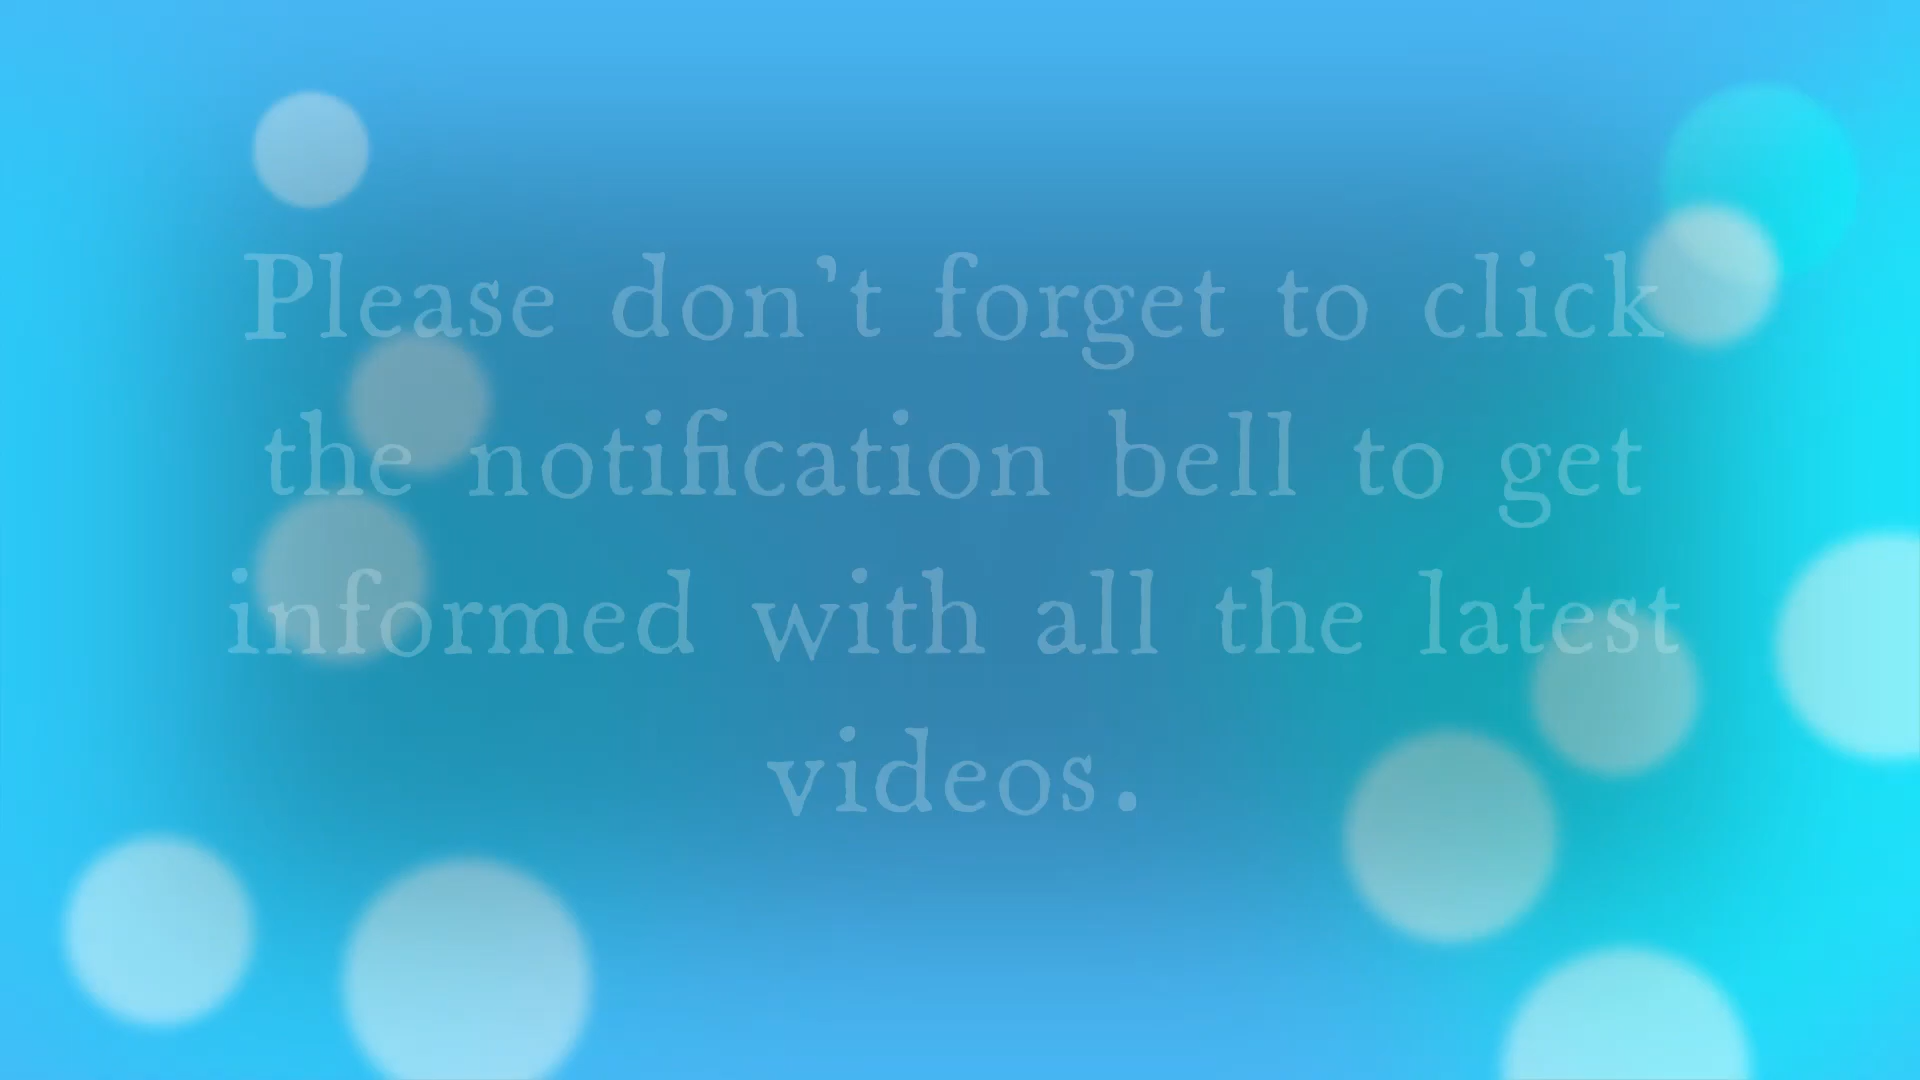 Please don't forget to click
the notification bell to get
informed with all the latest
videos.